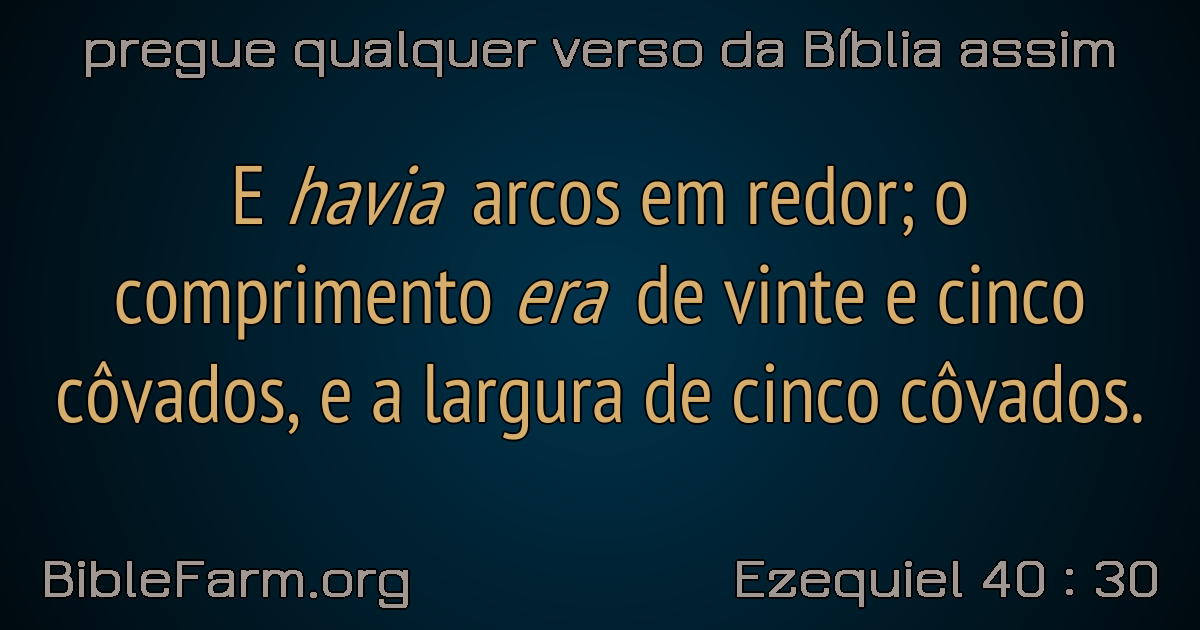 pregue qualquer verso da Bíblia assim
E havia arcos em redor; o
comprimento era de vinte e cinco
côvados, e a largura de cinco côvados.
BibleFarm.org
Ezequiel 40 : 30